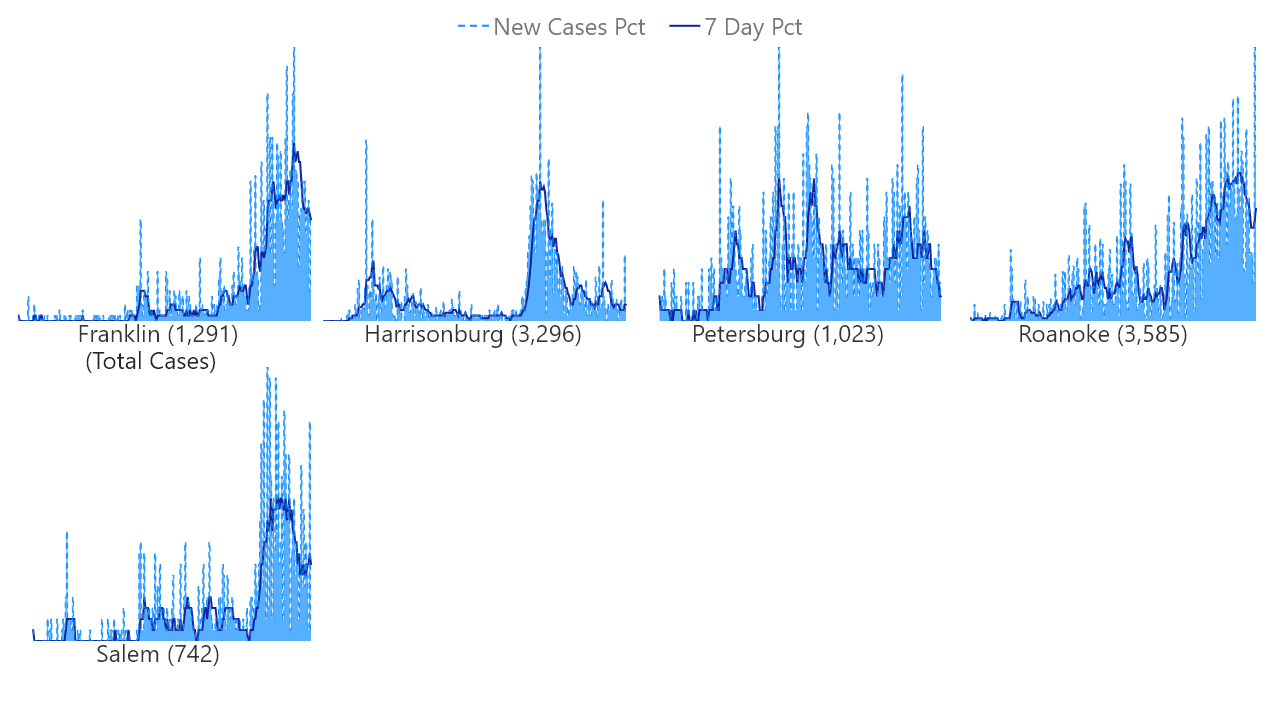 New Cases Pct 7 Day Pct
Franklin (1,291)
(Total Cases)
Harrisonburg (3,296)
Petersburg (1,023)
Roanoke (3,585)
Salem (742)